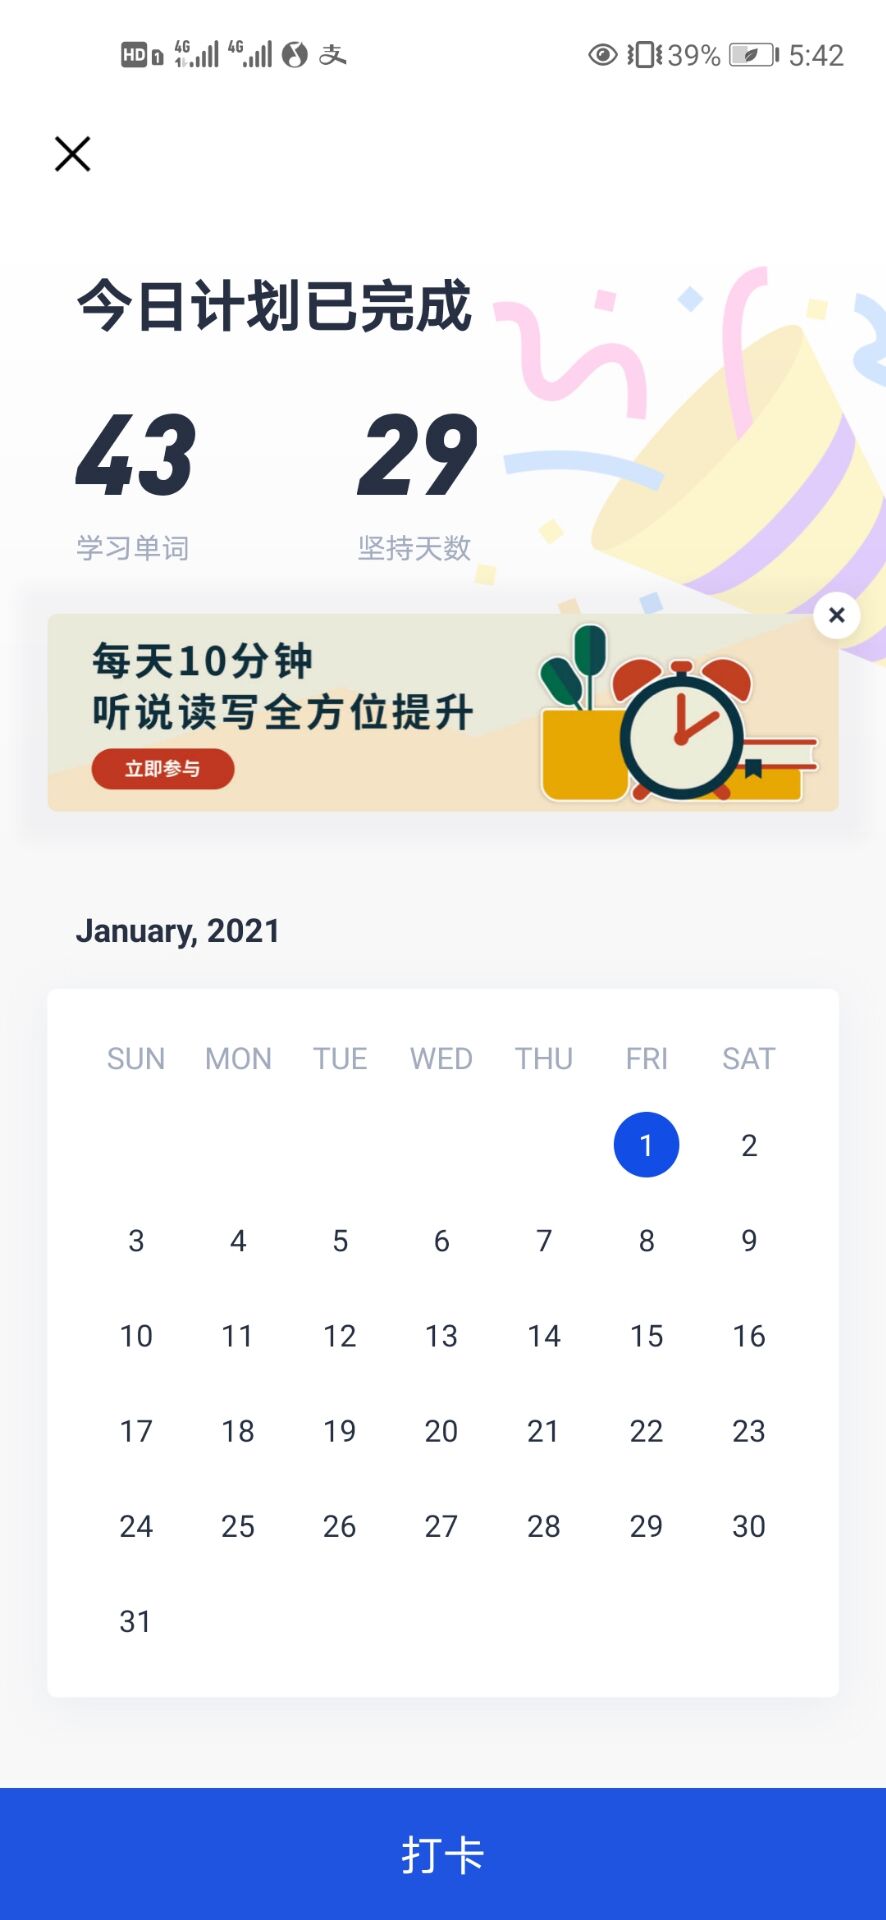 HD 1 4G 4G 支 39% 5:42
今日计划已完成
43 29
学习单词 坚持天数
每天10分钟
听说读写全方位提升
立即参与
January, 2021
SUN MON TUE WED THU FRI SAT
1 2
3 4 5 6 7 8 9
10 11 12 13 14 15 16
17 18 19 20 21 22 23
24 25 26 27 28 29 30
31
打卡